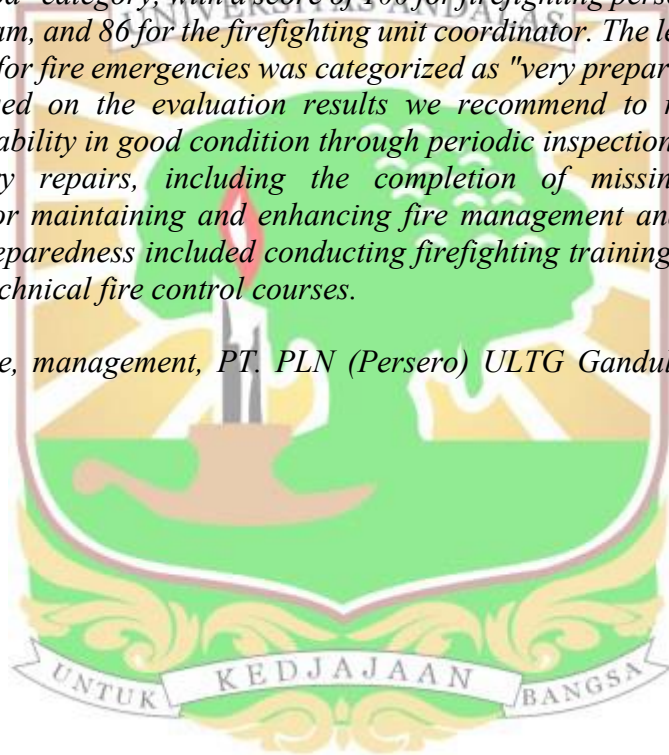 category, with a score of 100 for firefighting perso
am, and 86 for the firefighting unit coordinator. The le
for fire emergencies was categorized as "very prepar
ed on the evaluation results we recommend to
ability in good condition through periodic inspection
y repairs, including the completion of missin
or maintaining and enhancing fire management an
eparedness included conducting firefighting training
chnical fire control courses.
e, management, PT. PLN (Persero) ULTG Gandul
UNTUK KEDJAJAAN BANGSA